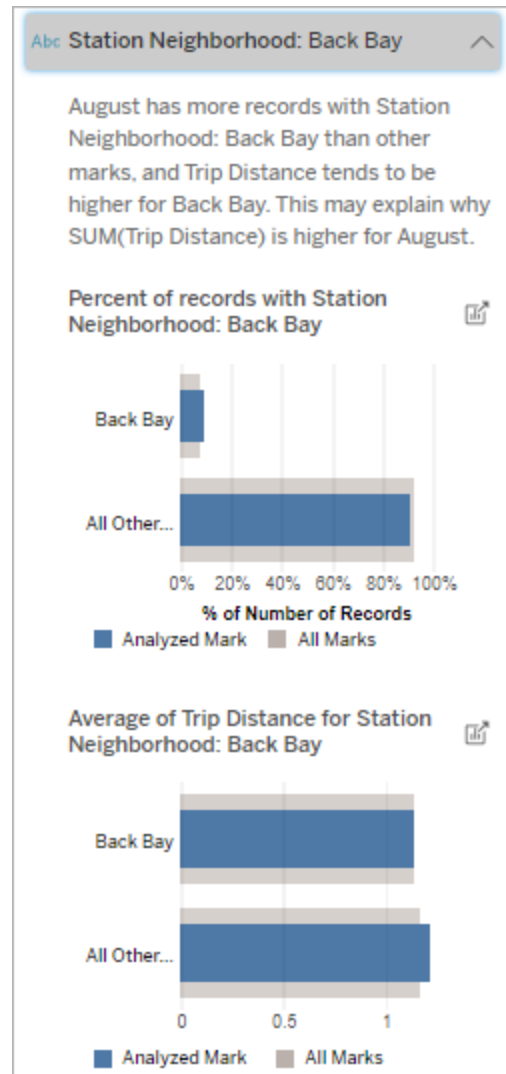 Abc Station Neighborhood: Back Bay
August has more records with Station
Neighborhood: Back Bay than other
marks, and Trip Distance tends to be
higher for Back Bay. This may explain why
SUM(Trip Distance) is higher for August.
Percent of records with Station
Neighborhood: Back Bay
Back Bay
All Other...
0% 20% 40% 60% 80% 100%
% of Number of Records
Analyzed Mark All Marks
Average of Trip Distance for Station
Neighborhood: Back Bay
Back Bay
All Other...
0 0.5 1
Analyzed Mark All Marks